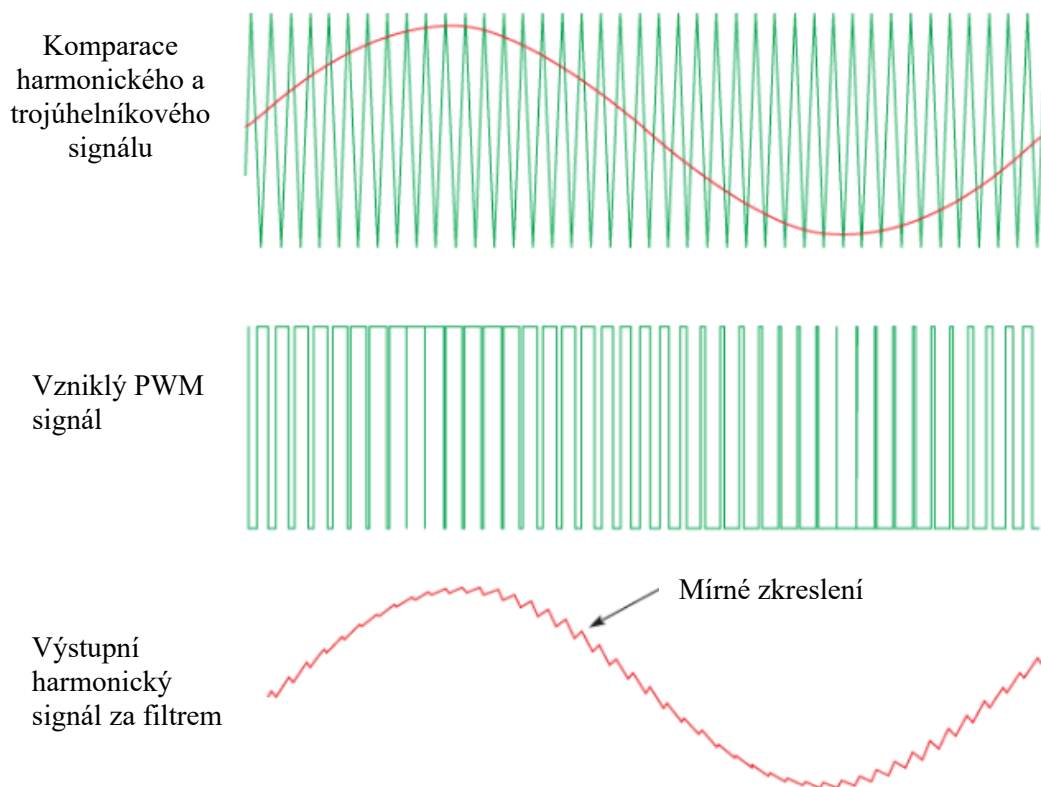 Komparace
harmonického a
trojúhelníkového
signálu
Vzniklý PWM
signál
Mírné zkreslení
Výstupní
harmonický
signál za filtrem